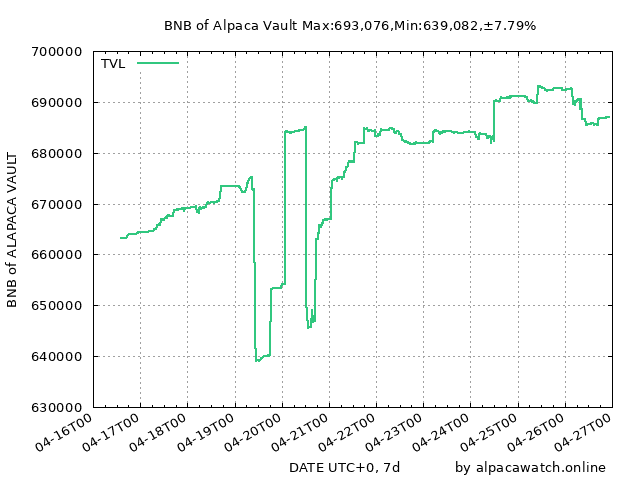 BNB of Alpaca Vault Max:693,076,Min:639,082,±7.79%
700000
TVL
690000
680000
670000
660000
650000
640000
630000
BNB of ALAPACA VAULT
04-16T00
04-17T00
04-18T00
04-19T00
04-20T00
04-21T00
04-22T00
04-23T00
04-24T00
04-25T00
04-26T00
04-27T00
DATE UTC+0, 7d
by alpacawatch.online